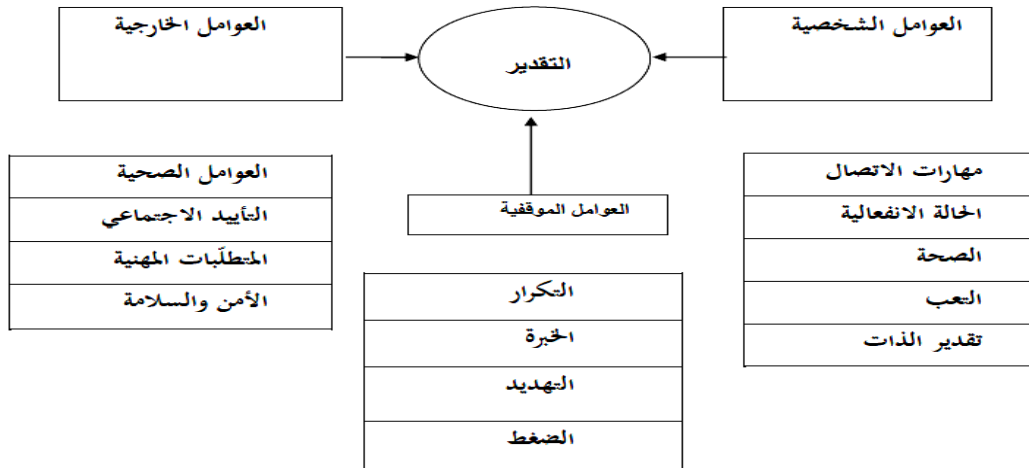 العوامل الشخصية
التقدير
العوامل الخارجية
مهارات الاتصال
الحالة الانفعالية
الصحة
التعب
تقدير الذات
العوامل الموقفية
التكرار
الخبرة
التهديد
الضغط
العوامل الصحية
التأييد الاجتماعي
المتطلّبات المهنية
الأمن والسلامة